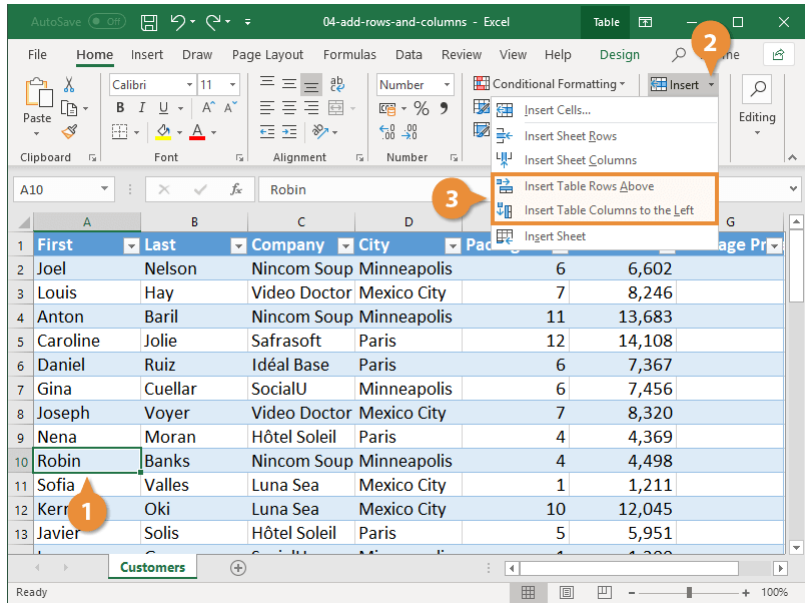 AutoSave Off 04-add-rows-and-columns - Excel Table
File Home Insert Draw Page Layout Formulas Data Review View Help Design me
2
Paste
Clipboard
Calibri 11
B I U A A
A
Font
ab
Alignment
Number
% 9
.00 .00
Number
Conditional Formatting
Insert
Editing
Insert Cells...
Insert Sheet Rows
Insert Sheet Columns
Insert Table Rows Above
Insert Table Columns to the Left
Insert Sheet
3
A10 fx Robin
A B C D G
1 First Last Company City
2 Joel Nelson Nincom Soup Minneapolis 6 6,602
3 Louis Hay Video Doctor Mexico City 7 8,246
4 Anton Baril Nincom Soup Minneapolis 11 13,683
5 Caroline Jolie Safrasoft Paris 12 14,108
6 Daniel Ruiz Idéal Base Paris 6 7,367
7 Gina Cuellar SocialU Minneapolis 6 7,456
8 Joseph Voyer Video Doctor Mexico City 7 8,320
9 Nena Moran Hôtel Soleil Paris 4 4,369
10 Robin Banks Nincom Soup Minneapolis 4 4,498
11 Sofia Valles Luna Sea Mexico City 1 1,211
12 Kerr Oki Luna Sea Mexico City 10 12,045
1
13 Javier Solis Hôtel Soleil Paris 5 5,951
Customers
Ready 100%